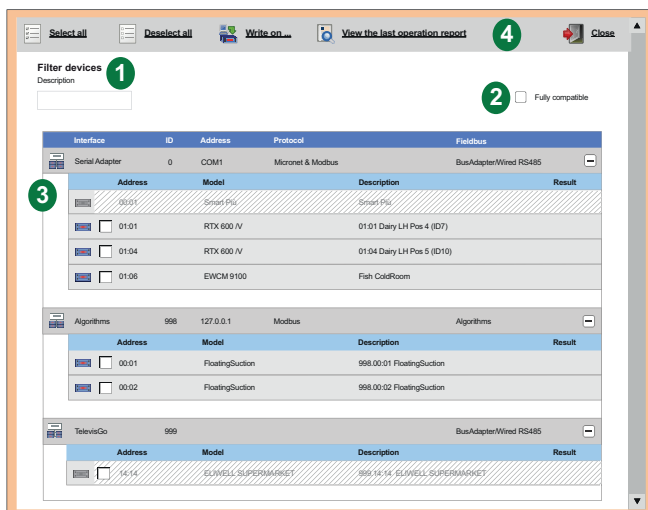 Select all Deselect all Write on ... View the last operation report 4 Close
Filter devices 1
Description
2 Fully compatible
Interface ID Address Protocol Fieldbus
Serial Adapter 0 COM1 Micronet & Modbus BusAdapter/Wired RS485
3 Address Model Description Result
00:01 Smart Più Smart Più
01:01 RTX 600 /V 01:01 Dairy LH Pos 4 (ID7)
01:04 RTX 600 /V 01:04 Dairy LH Pos 5 (ID10)
01:06 EWCM 9100 Fish ColdRoom
Algorithms 998 127.0.0.1 Modbus Algorithms
Address Model Description Result
00:01 FloatingSuction 998.00:01 FloatingSuction
00:02 FloatingSuction 998.00:02 FloatingSuction
TelevisGo 999 BusAdapter/Wired RS485
Address Model Description Result
14:14 ELIWELL SUPERMARKET 999.14:14 ELIWELL SUPERMARKET